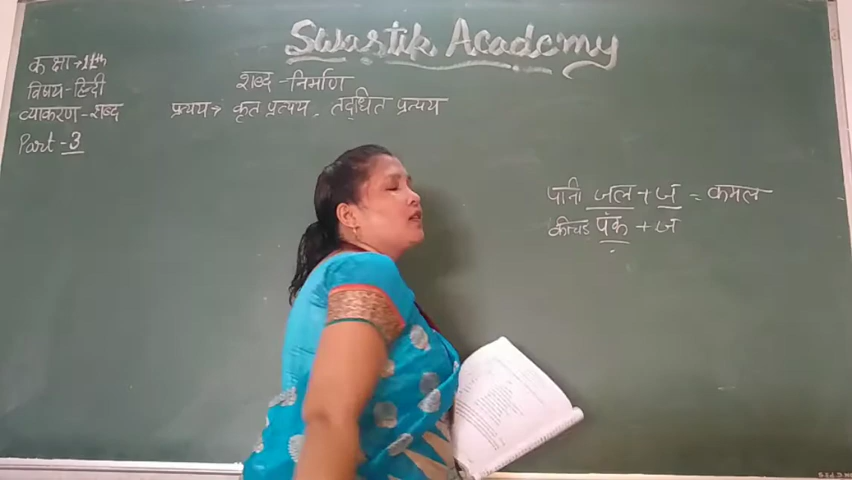 Swastik Academy
कक्षा → 11th
विषय - हिन्दी
व्याकरण - शब्द
Part - 3
शब्द - निर्माण
प्रत्यय → कृत प्रत्यय, तद्धित प्रत्यय
पानी जल + ज = कमल
कीचड पंक + ज